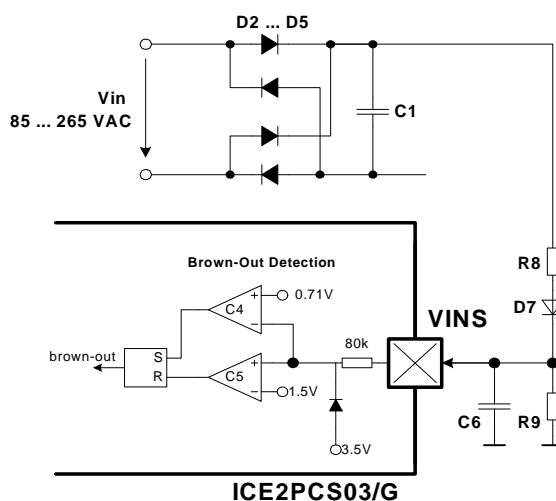 D2 ... D5
Vin
85 ... 265 VAC
C1
Brown-Out Detection
R8
C4
+
−
0.71V
D7
VINS
80k
brown-out
S
R
C5
+
−
1.5V
C6
R9
3.5V
ICE2PCS03/G